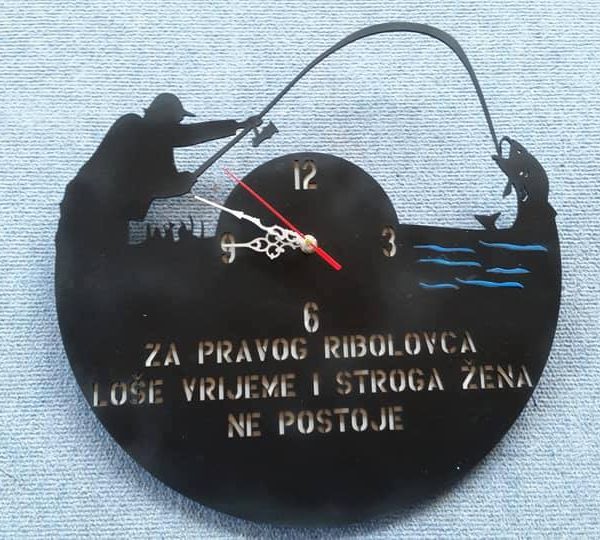 12
9
3
6
ZA PRAVOG RIBOLOVCA
LOŠE VRIJEME I STROGA ŽENA
NE POSTOJE